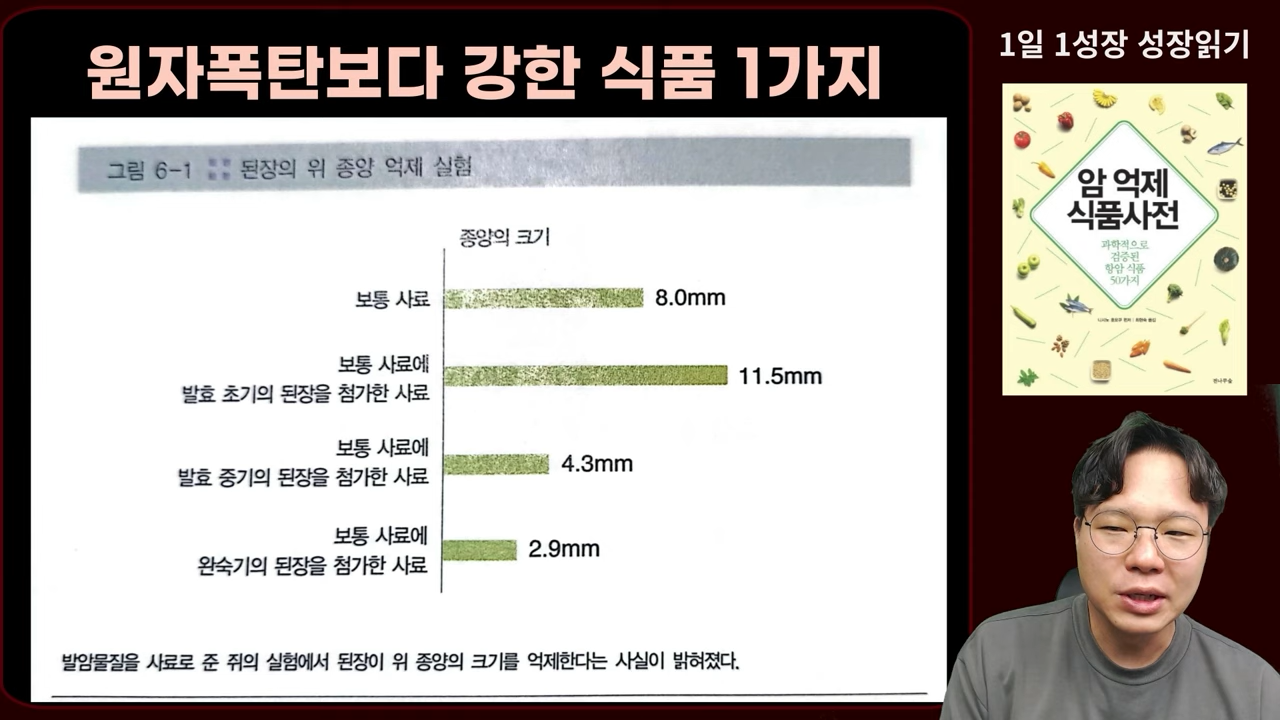 원자폭탄보다 강한 식품 1가지
그림 6-1 된장의 위 종양 억제 실험
종양의 크기
보통 사료
8.0mm
보통 사료에
발효 초기의 된장을 첨가한 사료
11.5mm
보통 사료에
발효 중기의 된장을 첨가한 사료
4.3mm
보통 사료에
완숙기의 된장을 첨가한 사료
2.9mm
발암물질을 사료로 준 쥐의 실험에서 된장이 위 종양의 크기를 억제한다는 사실이 밝혀졌다.
1일 1성장 성장읽기
암 억제
식품사전
과학적으로
검증된
항암 식품
50가지
전나무숲